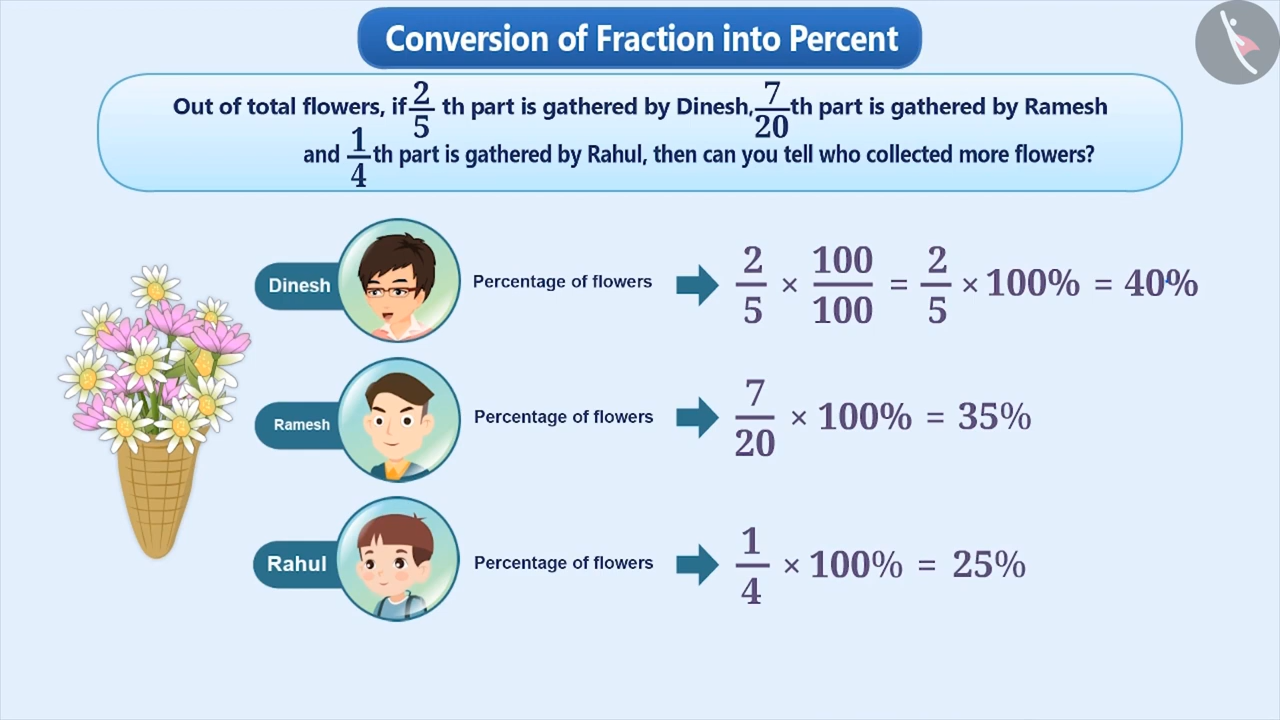 Conversion of Fraction into Percent
Out of total flowers, if 2/5 th part is gathered by Dinesh, 7/20 th part is gathered by Ramesh
and 1/4 th part is gathered by Rahul, then can you tell who collected more flowers?
Dinesh Percentage of flowers 2/5 × 100/100 = 2/5 × 100% = 40%
Ramesh Percentage of flowers 7/20 × 100% = 35%
Rahul Percentage of flowers 1/4 × 100% = 25%